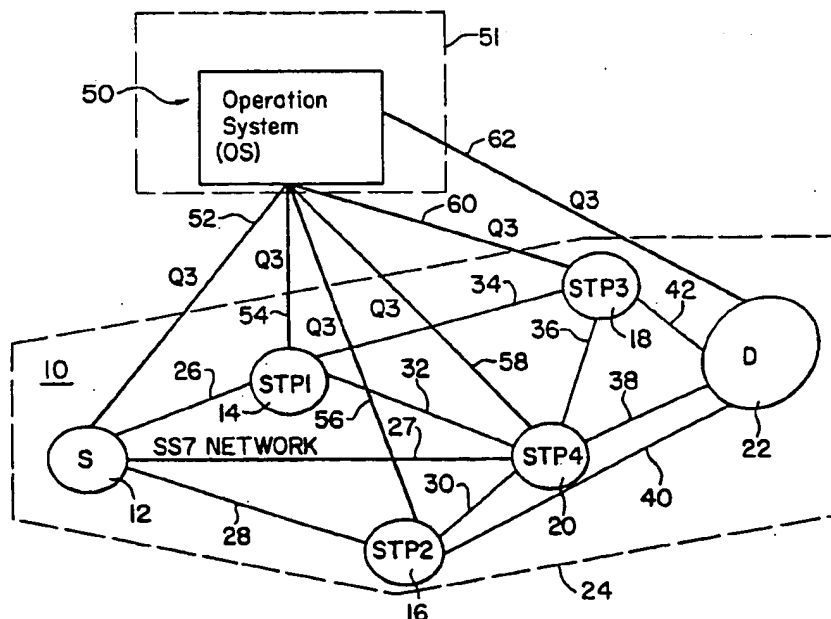 51
50
Operation
System
(OS)
62
52
60
Q3
Q3
Q3
Q3
34
STP3
42
54
Q3
Q3
36
18
10
26
STP1
58
D
14
32
38
56
27
22
SS7 NETWORK
S
STP4
12
30
20
40
28
STP2
16
24